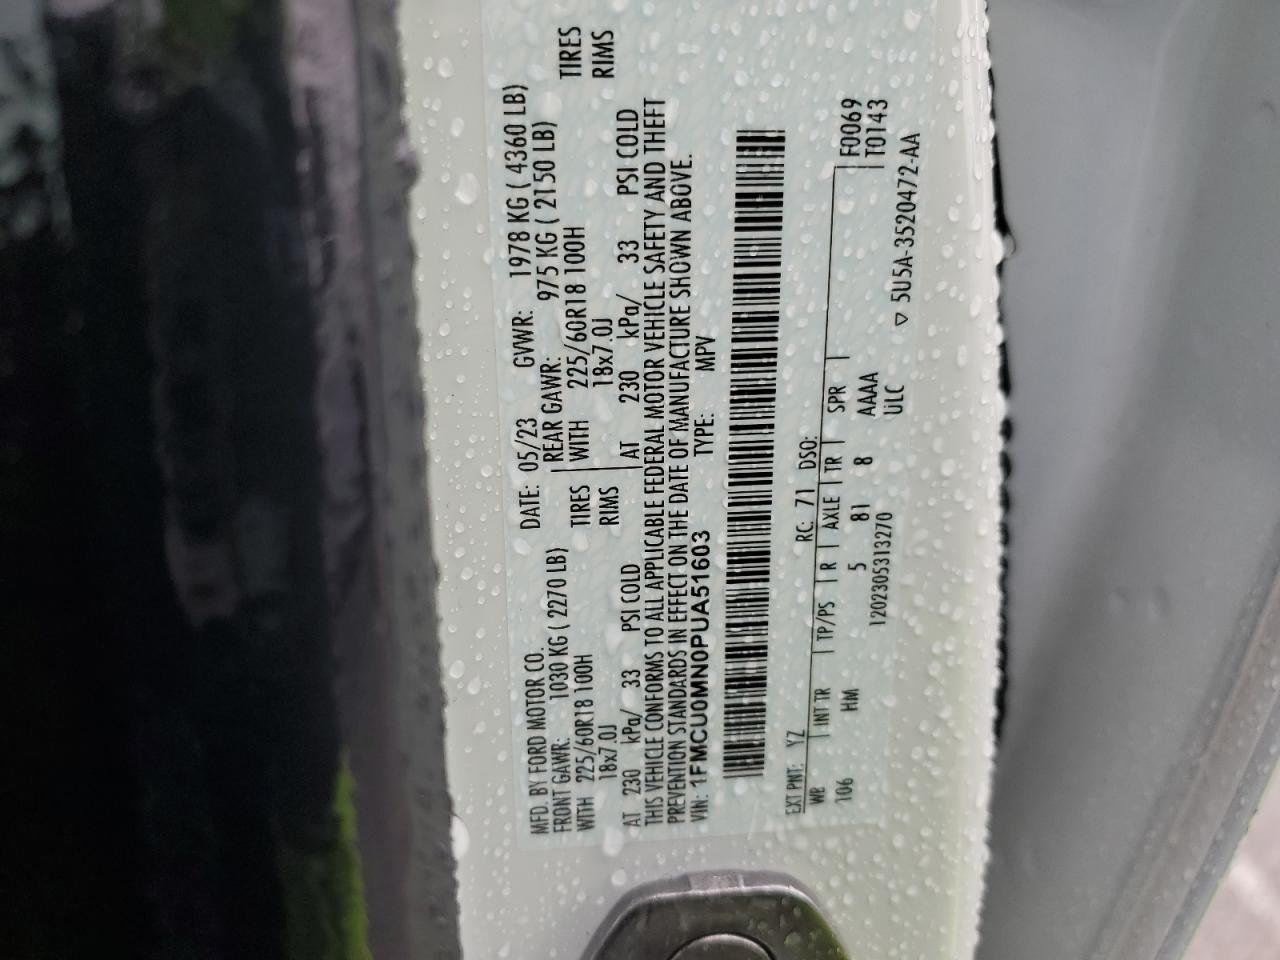 MFD. BY FORD MOTOR CO.
DATE: 05/23 GVWR: 1978 KG ( 4360 LB)
FRONT GAWR: 1030 KG ( 2270 LB)
REAR GAWR: 975 KG ( 2150 LB)
WITH 225/60R18 100H TIRES
WITH 225/60R18 100H TIRES
18x7.0J RIMS
18x7.0J RIMS
AT 230 kPa/ 33 PSI COLD
AT 230 kPa/ 33 PSI COLD
THIS VEHICLE CONFORMS TO ALL APPLICABLE FEDERAL MOTOR VEHICLE SAFETY AND THEFT
PREVENTION STANDARDS IN EFFECT ON THE DATE OF MANUFACTURE SHOWN ABOVE.
VIN: 1FMCU0MN0PUA51603 TYPE: MPV
EXT PNT: YZ RC: 71 DSO:
WB INT TR TP/PS R AXLE TR SPR F0069
106 HM 5 81 8 AAAA T0143
ULC
1202305313270
▽ 5U5A-3520472-AA